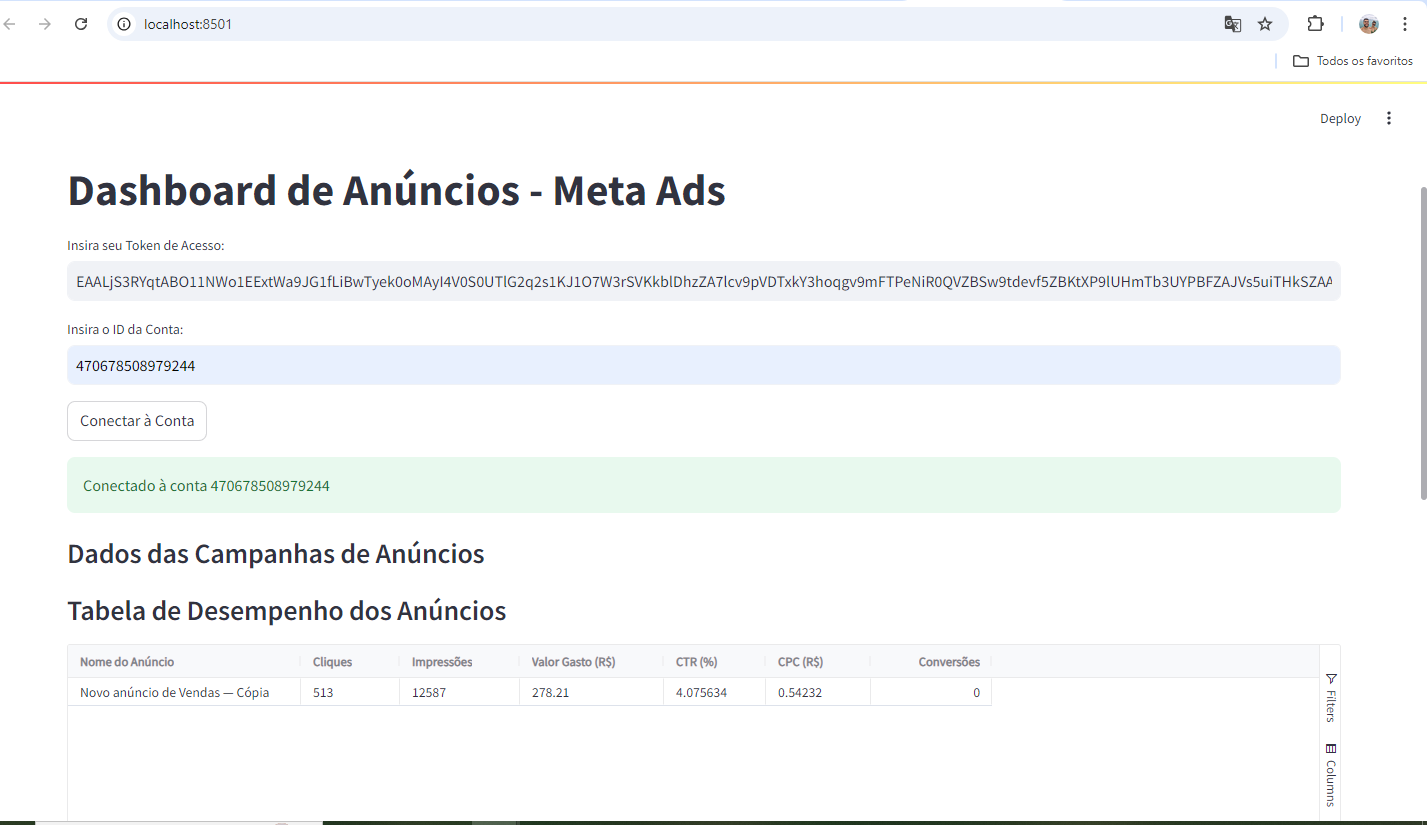 localhost:8501
Todos os favoritos
Deploy
Dashboard de Anúncios - Meta Ads
Insira seu Token de Acesso:
Insira o ID da Conta:
470678508979244
Conectar à Conta
Conectado à conta 470678508979244
Dados das Campanhas de Anúncios
Tabela de Desempenho dos Anúncios
Nome do Anúncio Cliques Impressões Valor Gasto (R$) CTR (%) CPC (R$) Conversões
Novo anúncio de Vendas — Cópia 513 12587 278.21 4.075634 0.54232 0
Filters
Columns